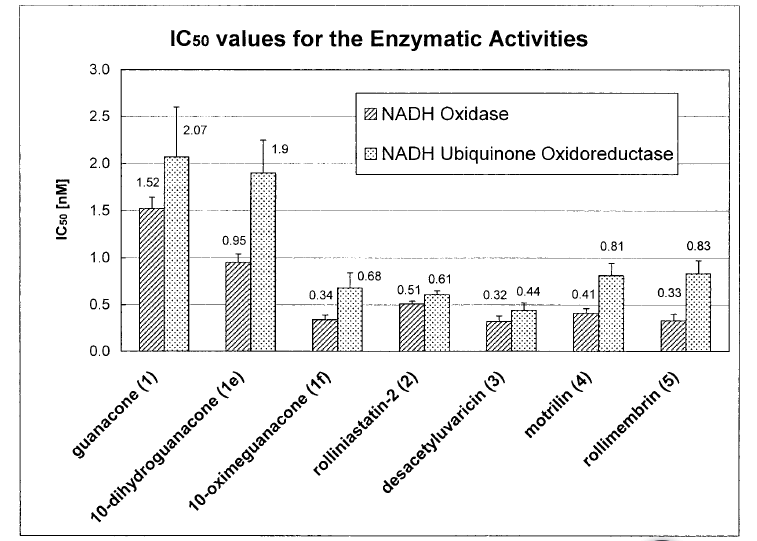 IC50 values for the Enzymatic Activities
3.0
2.5
2.0
1.5
1.0
0.5
0.0
IC50 [nM]
NADH Oxidase
NADH Ubiquinone Oxidoreductase
1.52
2.07
0.95
1.9
0.34
0.68
0.51
0.61
0.32
0.44
0.41
0.81
0.33
0.83
guanacone (1)
10-dihydroguanacone (1e)
10-oximeguanacone (1f)
rolliniastatin-2 (2)
desacetyluvaricin (3)
motrilin (4)
rollimembrin (5)